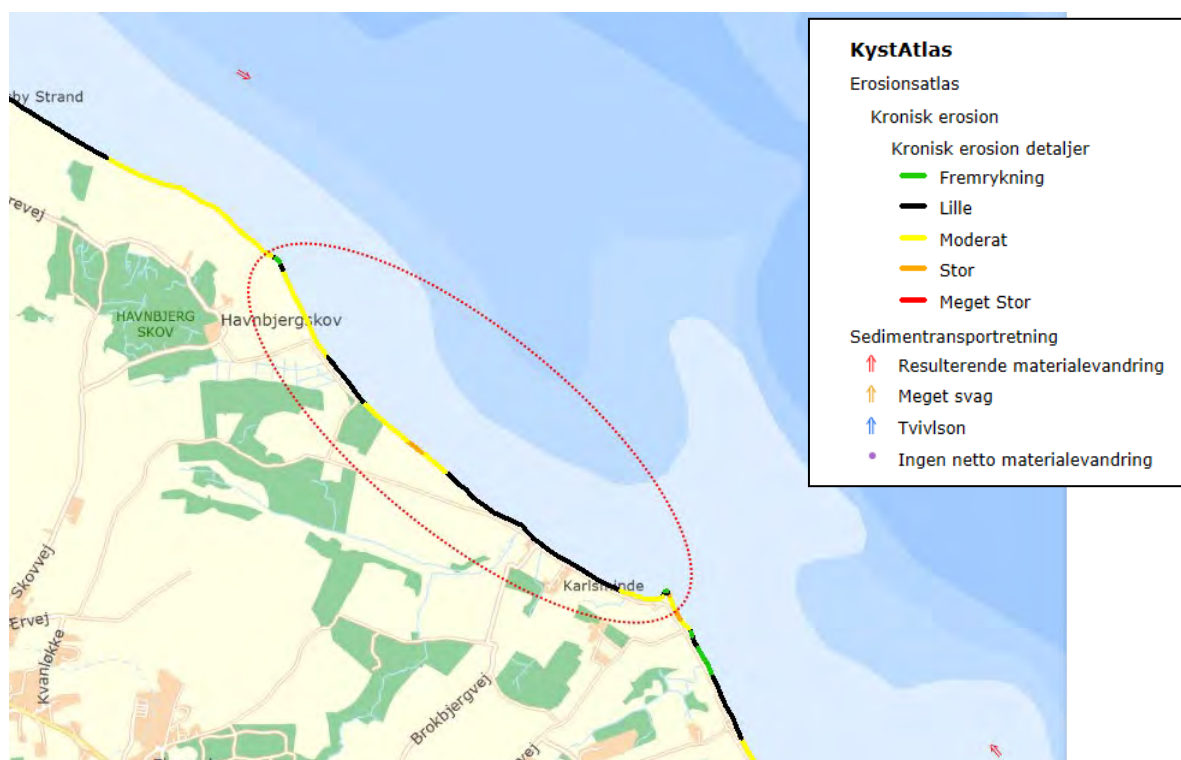 by Strand
revej
HAVNBJERG
SKOV
Havnbjergskov
Skovvej
Ervej
Kvanløkke
Karlsminde
Brokbjergvej
vej
KystAtlas
Erosionsatlas
Kronisk erosion
Kronisk erosion detaljer
Fremrykning
Lille
Moderat
Stor
Meget Stor
Sedimentransportretning
Resulterende materialevandring
Meget svag
Tvivlson
Ingen netto materialevandring